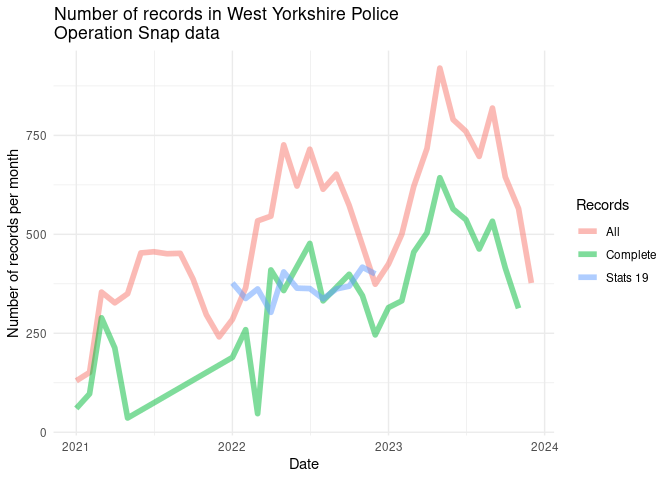 Number of records in West Yorkshire Police
Operation Snap data
Number of records per month
750
500
250
0
2021
2022
2023
2024
Date
Records
All
Complete
Stats 19